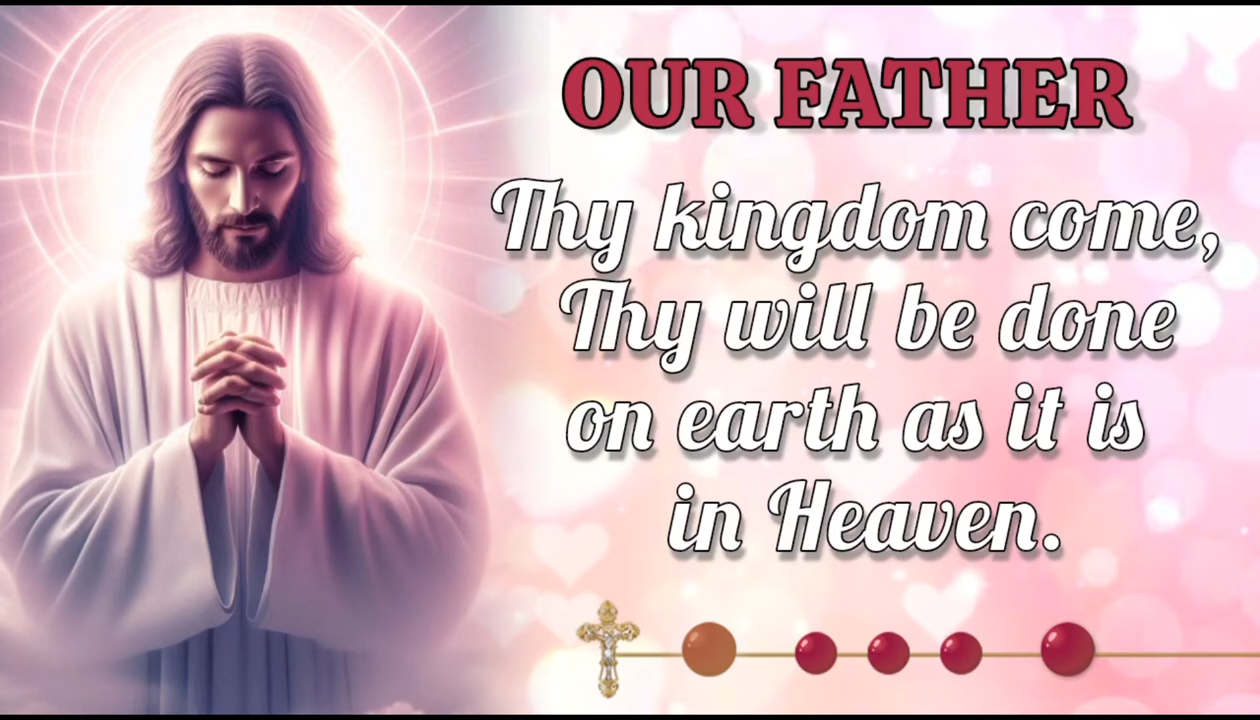 OUR FATHER
Thy kingdom come,
Thy will be done
on earth as it is
in Heaven.